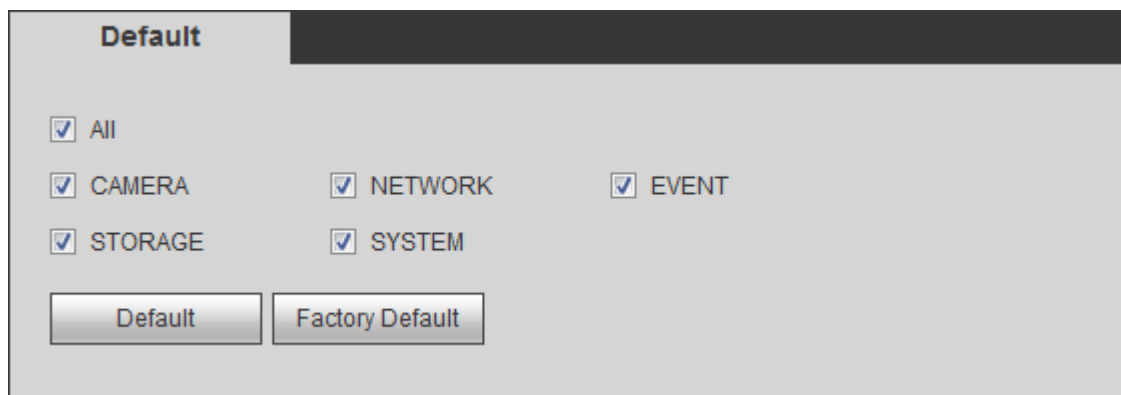 Default
All
CAMERA NETWORK EVENT
STORAGE SYSTEM
Default Factory Default